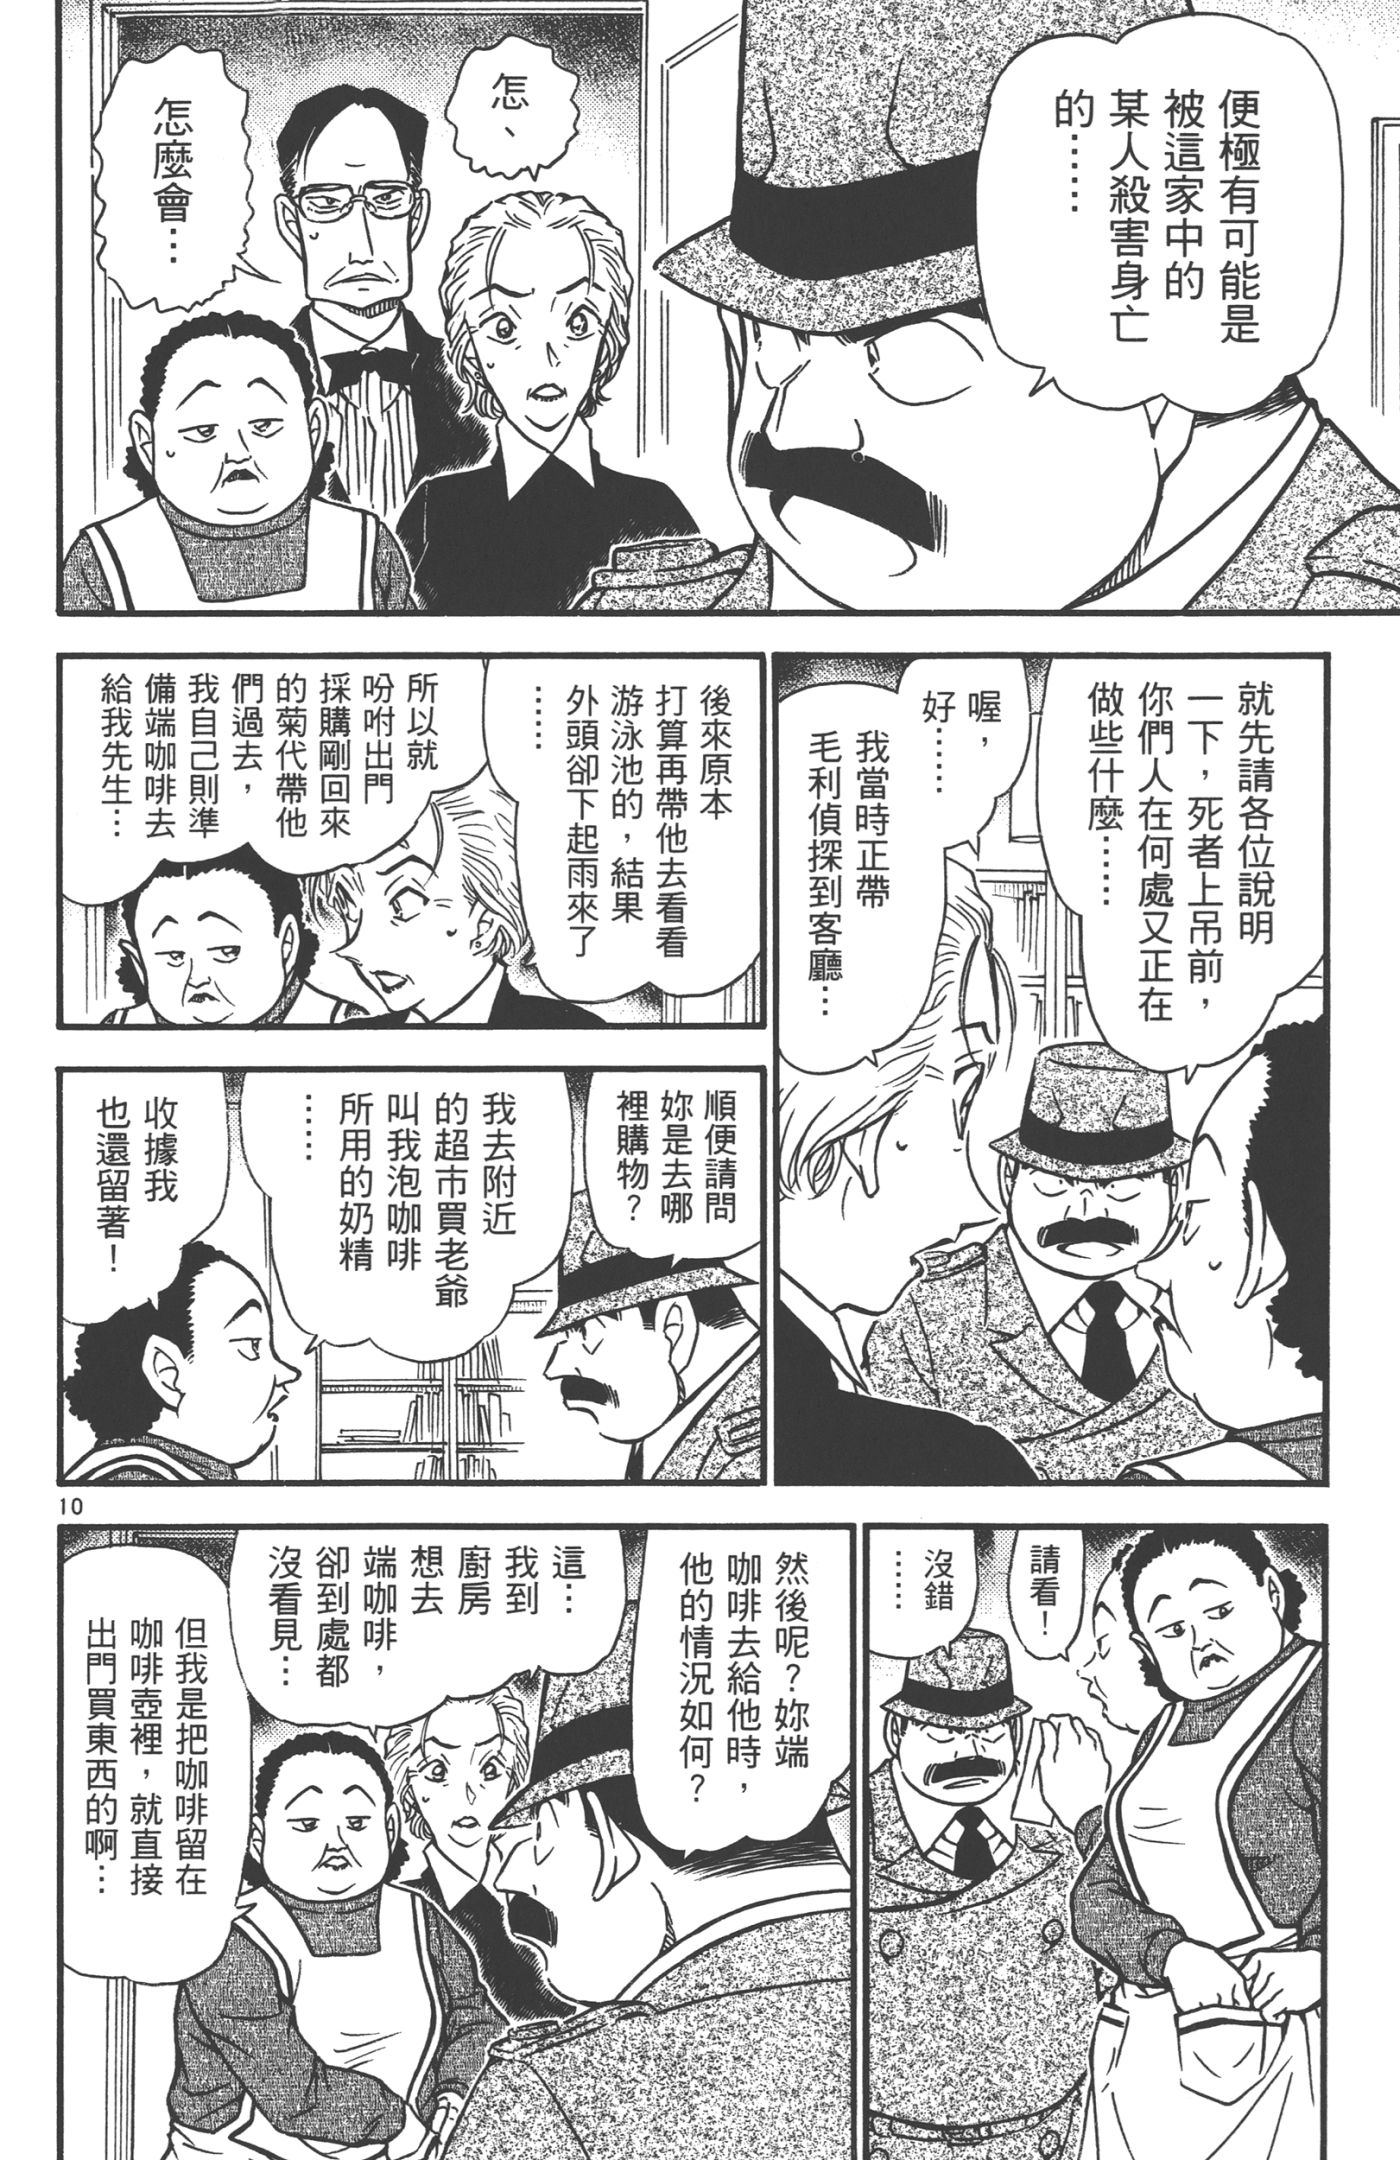 便極有可能是
被這家中的
某人殺害身亡
的……
怎、
怎麼會…
就先請各位說明
一下，死者上吊前，
你們人在何處又正在
做些什麼……
喔，
好……
我當時正帶
毛利偵探到客廳…
後來原本
打算再帶他去看看
游泳池的，結果
外頭卻下起雨來了
……
所以就
吩咐出門
採購剛回來
的菊代帶他
們過去，
我自己則準
備端咖啡去
給我先生…
順便請問
妳是去哪
裡購物？
我去附近
的超市買老爺
叫我泡咖啡
所用的奶精
……
收據我
也還留著！
10
請看！
沒錯
……
然後呢？妳端
咖啡去給他時，
他的情況如何？
這…
我到
廚房
想去
端咖啡，
卻到處都
沒看見…
但我是把咖啡留在
咖啡壺裡，就直接
出門買東西的啊…